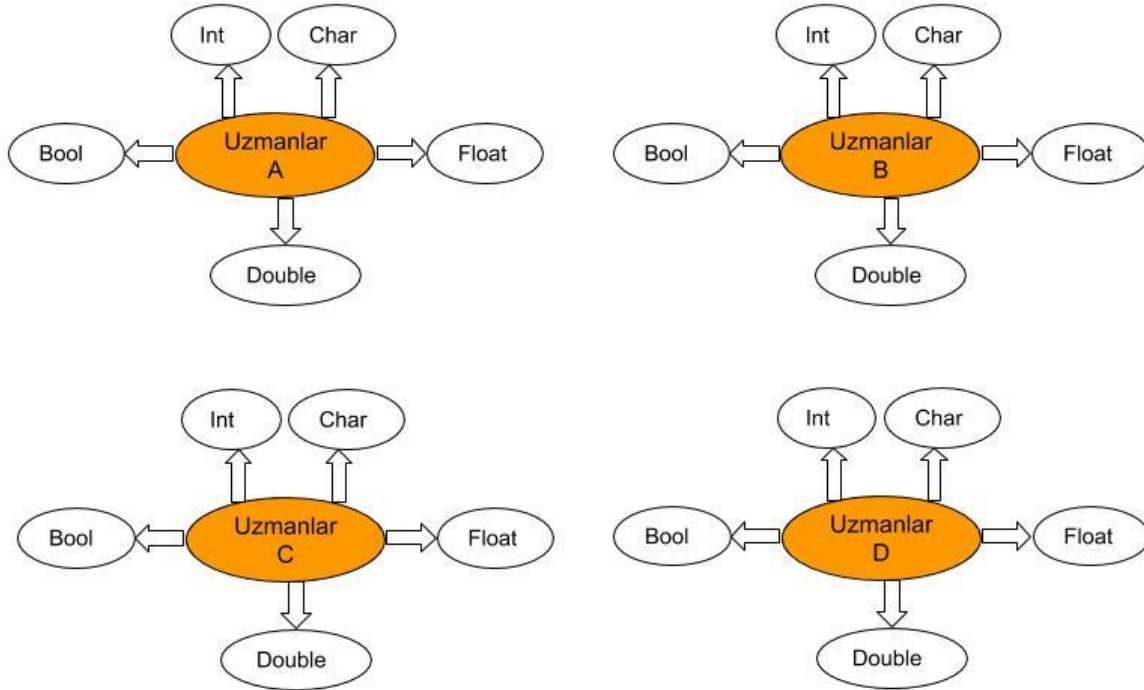 Int
Char
Bool
Uzmanlar
A
Float
Double
Int
Char
Bool
Uzmanlar
B
Float
Double
Int
Char
Bool
Uzmanlar
C
Float
Double
Int
Char
Bool
Uzmanlar
D
Float
Double